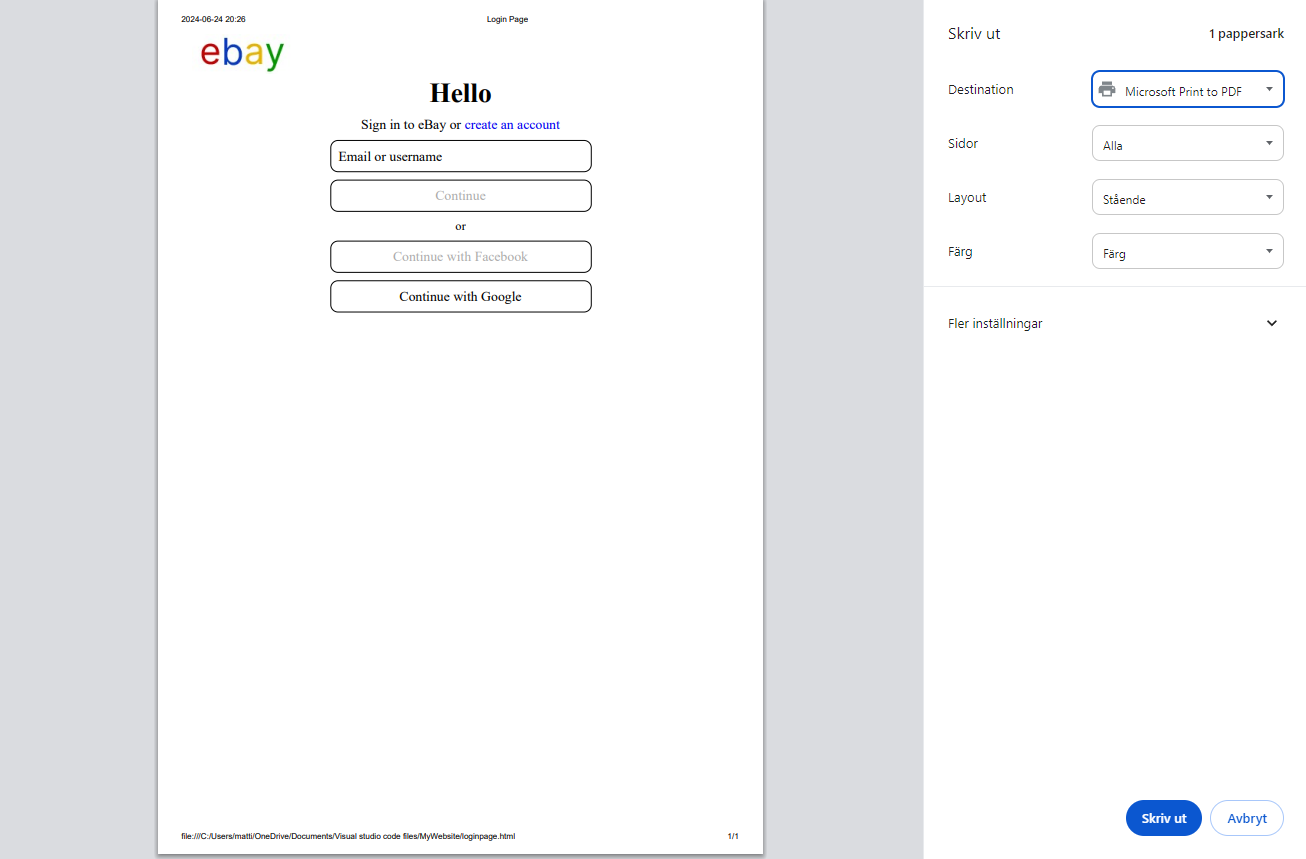 2024-06-24 20:26 Login Page
ebay
Hello
Sign in to eBay or create an account
Email or username
Continue
or
Continue with Facebook
Continue with Google
file:///C:/Users/matti/OneDrive/Documents/Visual studio code files/MyWebsite/loginpage.html 1/1
Skriv ut 1 pappersark
Destination Microsoft Print to PDF
Sidor Alla
Layout Stående
Färg Färg
Fler inställningar
Skriv ut Avbryt